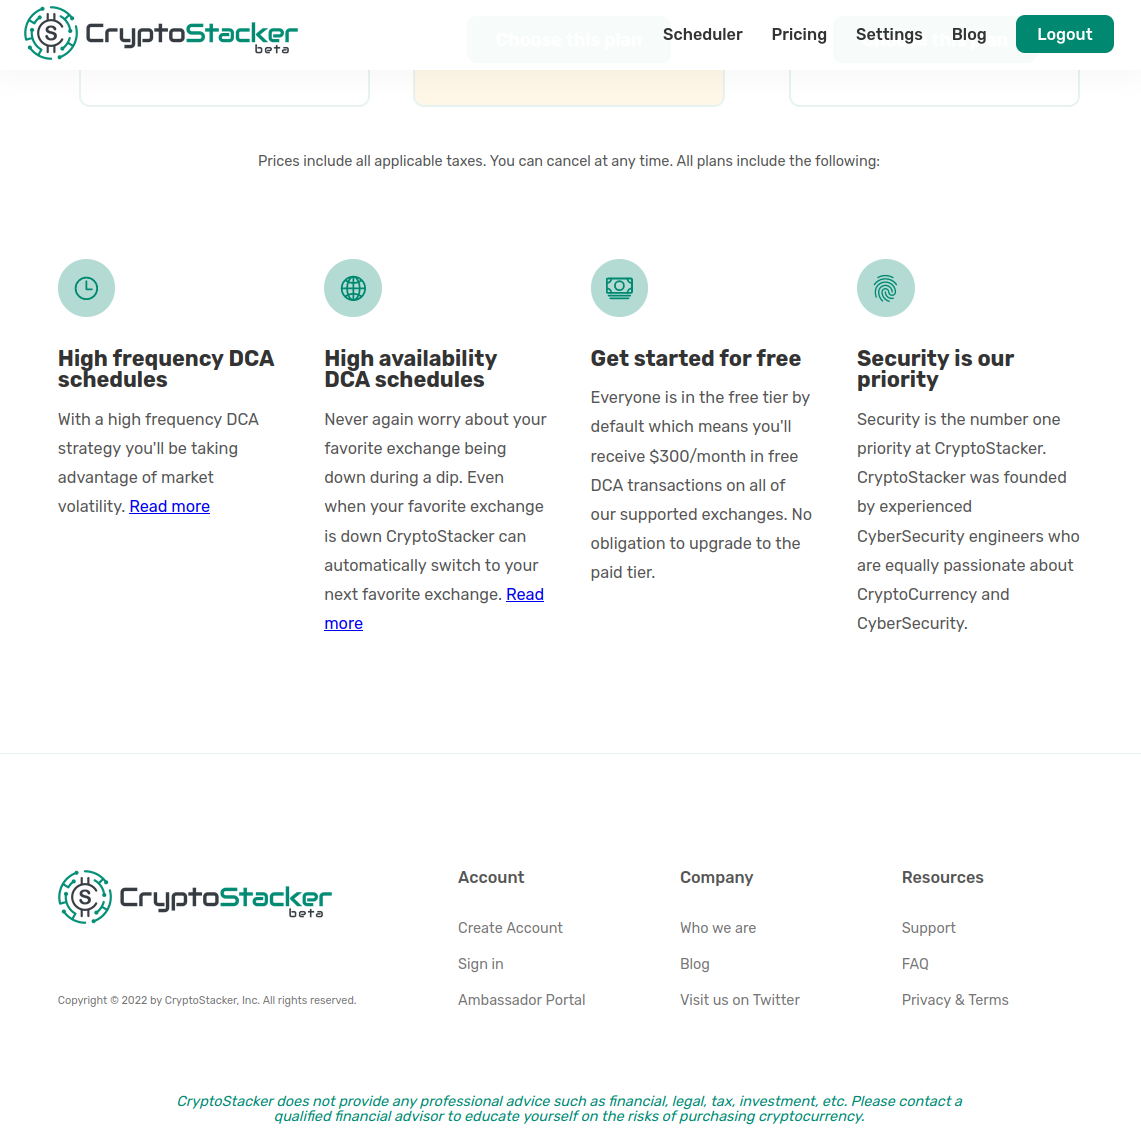 CryptoStacker
beta
Choose this plan
Scheduler Pricing Settings Blog Logout
Prices include all applicable taxes. You can cancel at any time. All plans include the following:
High frequency DCA
schedules
With a high frequency DCA
strategy you'll be taking
advantage of market
volatility. Read more
High availability
DCA schedules
Never again worry about your
favorite exchange being
down during a dip. Even
when your favorite exchange
is down CryptoStacker can
automatically switch to your
next favorite exchange. Read
more
Get started for free
Everyone is in the free tier by
default which means you'll
receive $300/month in free
DCA transactions on all of
our supported exchanges. No
obligation to upgrade to the
paid tier.
Security is our
priority
Security is the number one
priority at CryptoStacker.
CryptoStacker was founded
by experienced
CyberSecurity engineers who
are equally passionate about
CryptoCurrency and
CyberSecurity.
CryptoStacker
beta
Copyright © 2022 by CryptoStacker, Inc. All rights reserved.
Account
Create Account
Sign in
Ambassador Portal
Company
Who we are
Blog
Visit us on Twitter
Resources
Support
FAQ
Privacy & Terms
CryptoStacker does not provide any professional advice such as financial, legal, tax, investment, etc. Please contact a
qualified financial advisor to educate yourself on the risks of purchasing cryptocurrency.